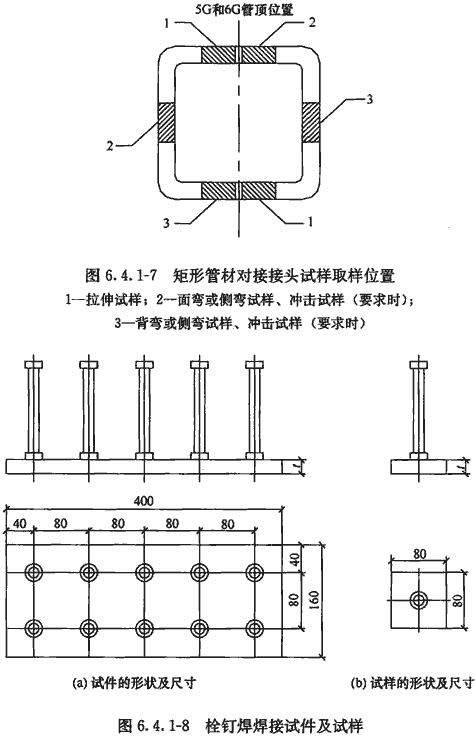 5G和6G管顶位置
1
2
2
3
3
1
图 6.4.1-7 矩形管材对接接头试样取样位置
1—拉伸试样；2—面弯或侧弯试样、冲击试样（要求时）；
3—背弯或侧弯试样、冲击试样（要求时）
t
t
400
40 80 80 80 80
40
80
160
80
80
(a) 试件的形状及尺寸
(b) 试样的形状及尺寸
图 6.4.1-8 栓钉焊焊接试件及试样